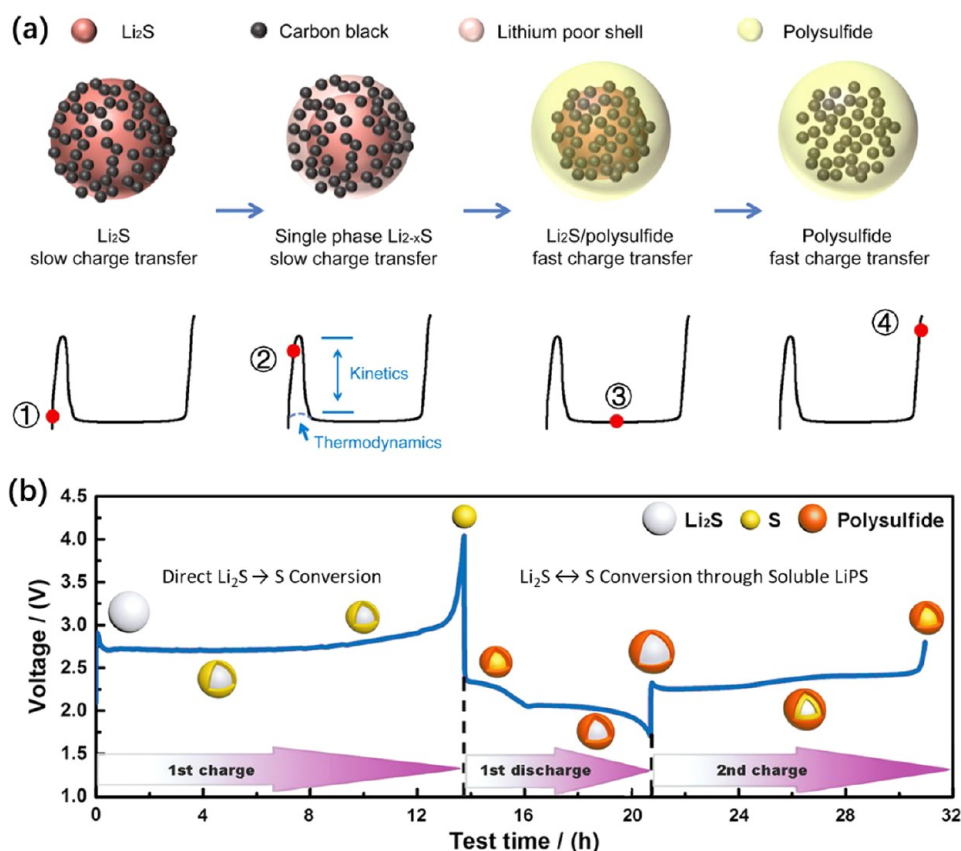 (a)
Li₂S
Carbon black
Lithium poor shell
Polysulfide
Li₂S
slow charge transfer
Single phase Li₂₋ₓS
slow charge transfer
Li₂S/polysulfide
fast charge transfer
Polysulfide
fast charge transfer
①
②
Kinetics
Thermodynamics
③
④
(b)
Voltage / (V)
4.5
4.0
3.5
3.0
2.5
2.0
1.5
1.0
Li₂S
S
Polysulfide
Direct Li₂S → S Conversion
Li₂S ↔ S Conversion through Soluble LiPS
1st charge
1st discharge
2nd charge
0 4 8 12 16 20 24 28 32
Test time / (h)